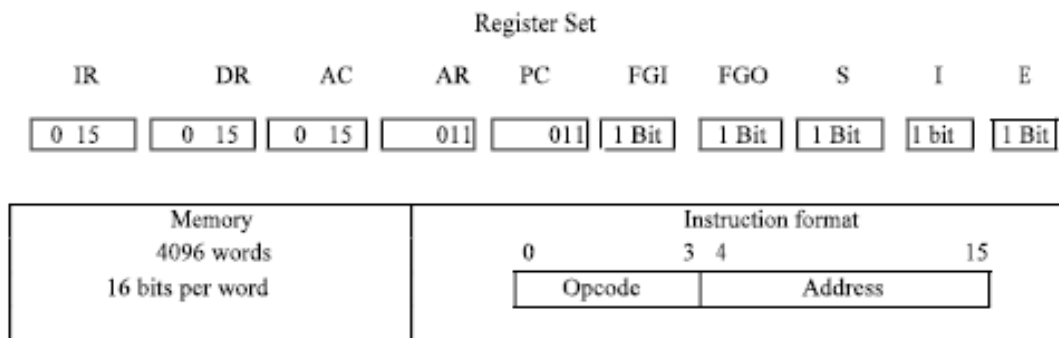 Register Set
IR DR AC AR PC FGI FGO S I E
0 15 0 15 0 15 011 011 1 Bit 1 Bit 1 Bit 1 bit 1 Bit
Memory Instruction format
4096 words 0 3 4 15
16 bits per word Opcode Address